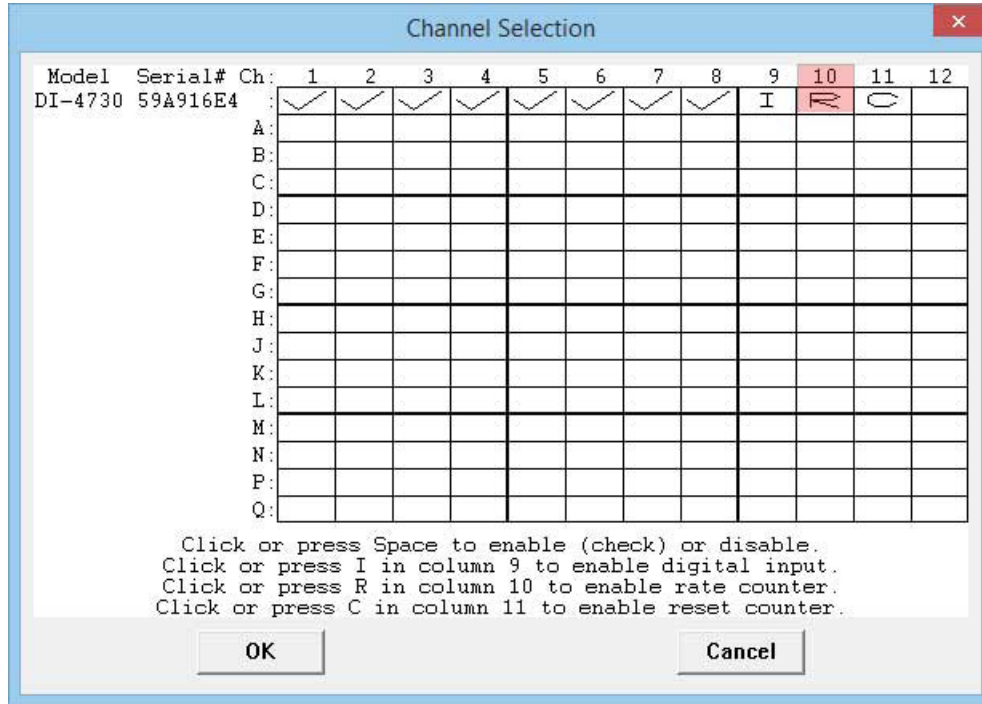 Channel Selection
Model Serial# Ch: 1 2 3 4 5 6 7 8 9 10 11 12
DI-4730 59A916E4 : I R C
A:
B:
C:
D:
E:
F:
G:
H:
J:
K:
L:
M:
N:
P:
Q:
Click or press Space to enable (check) or disable.
Click or press I in column 9 to enable digital input.
Click or press R in column 10 to enable rate counter.
Click or press C in column 11 to enable reset counter.
OK Cancel